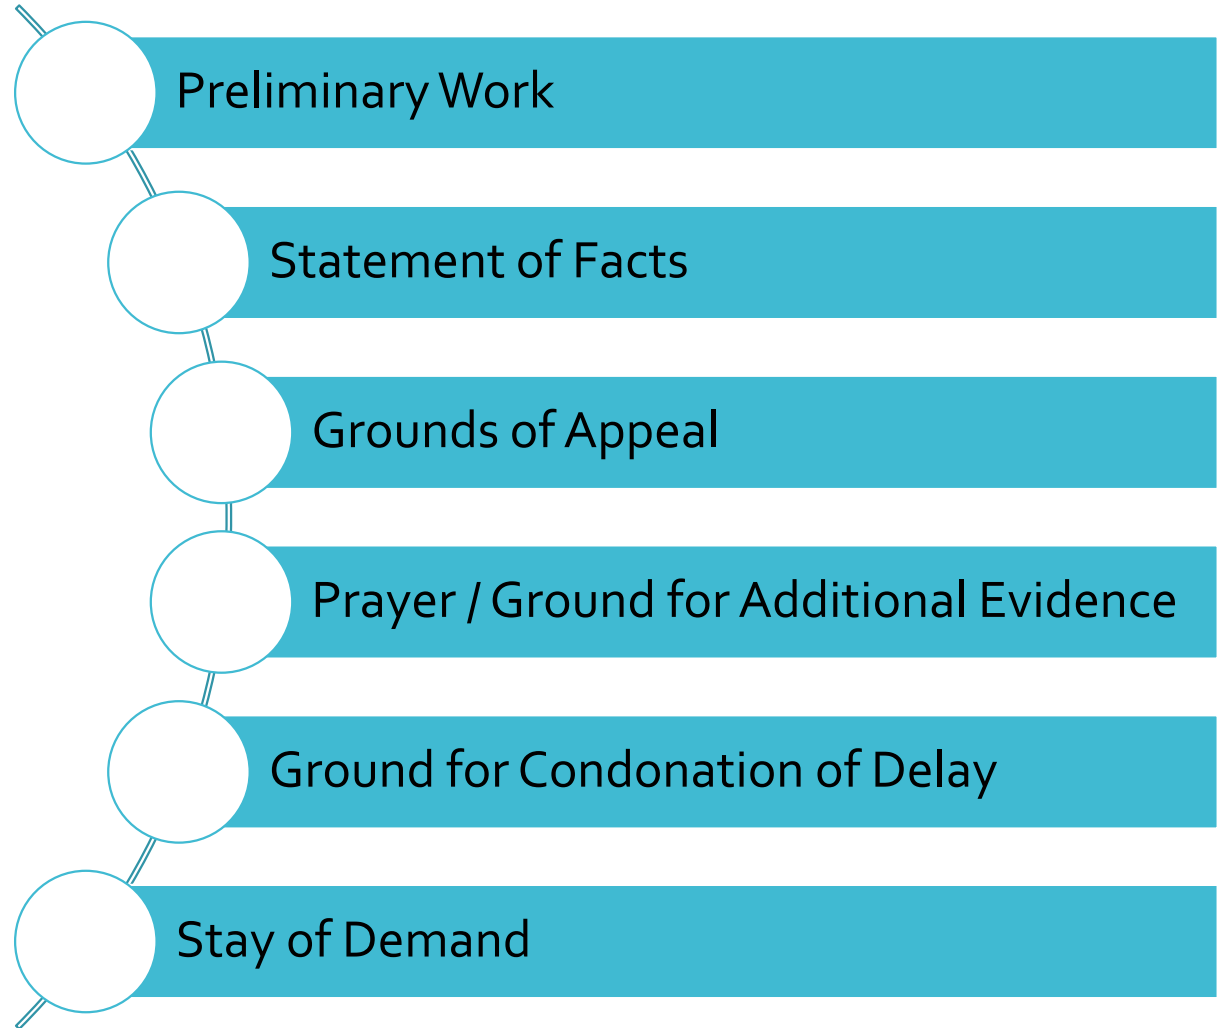 Preliminary Work
Statement of Facts
Grounds of Appeal
Prayer / Ground for Additional Evidence
Ground for Condonation of Delay
Stay of Demand